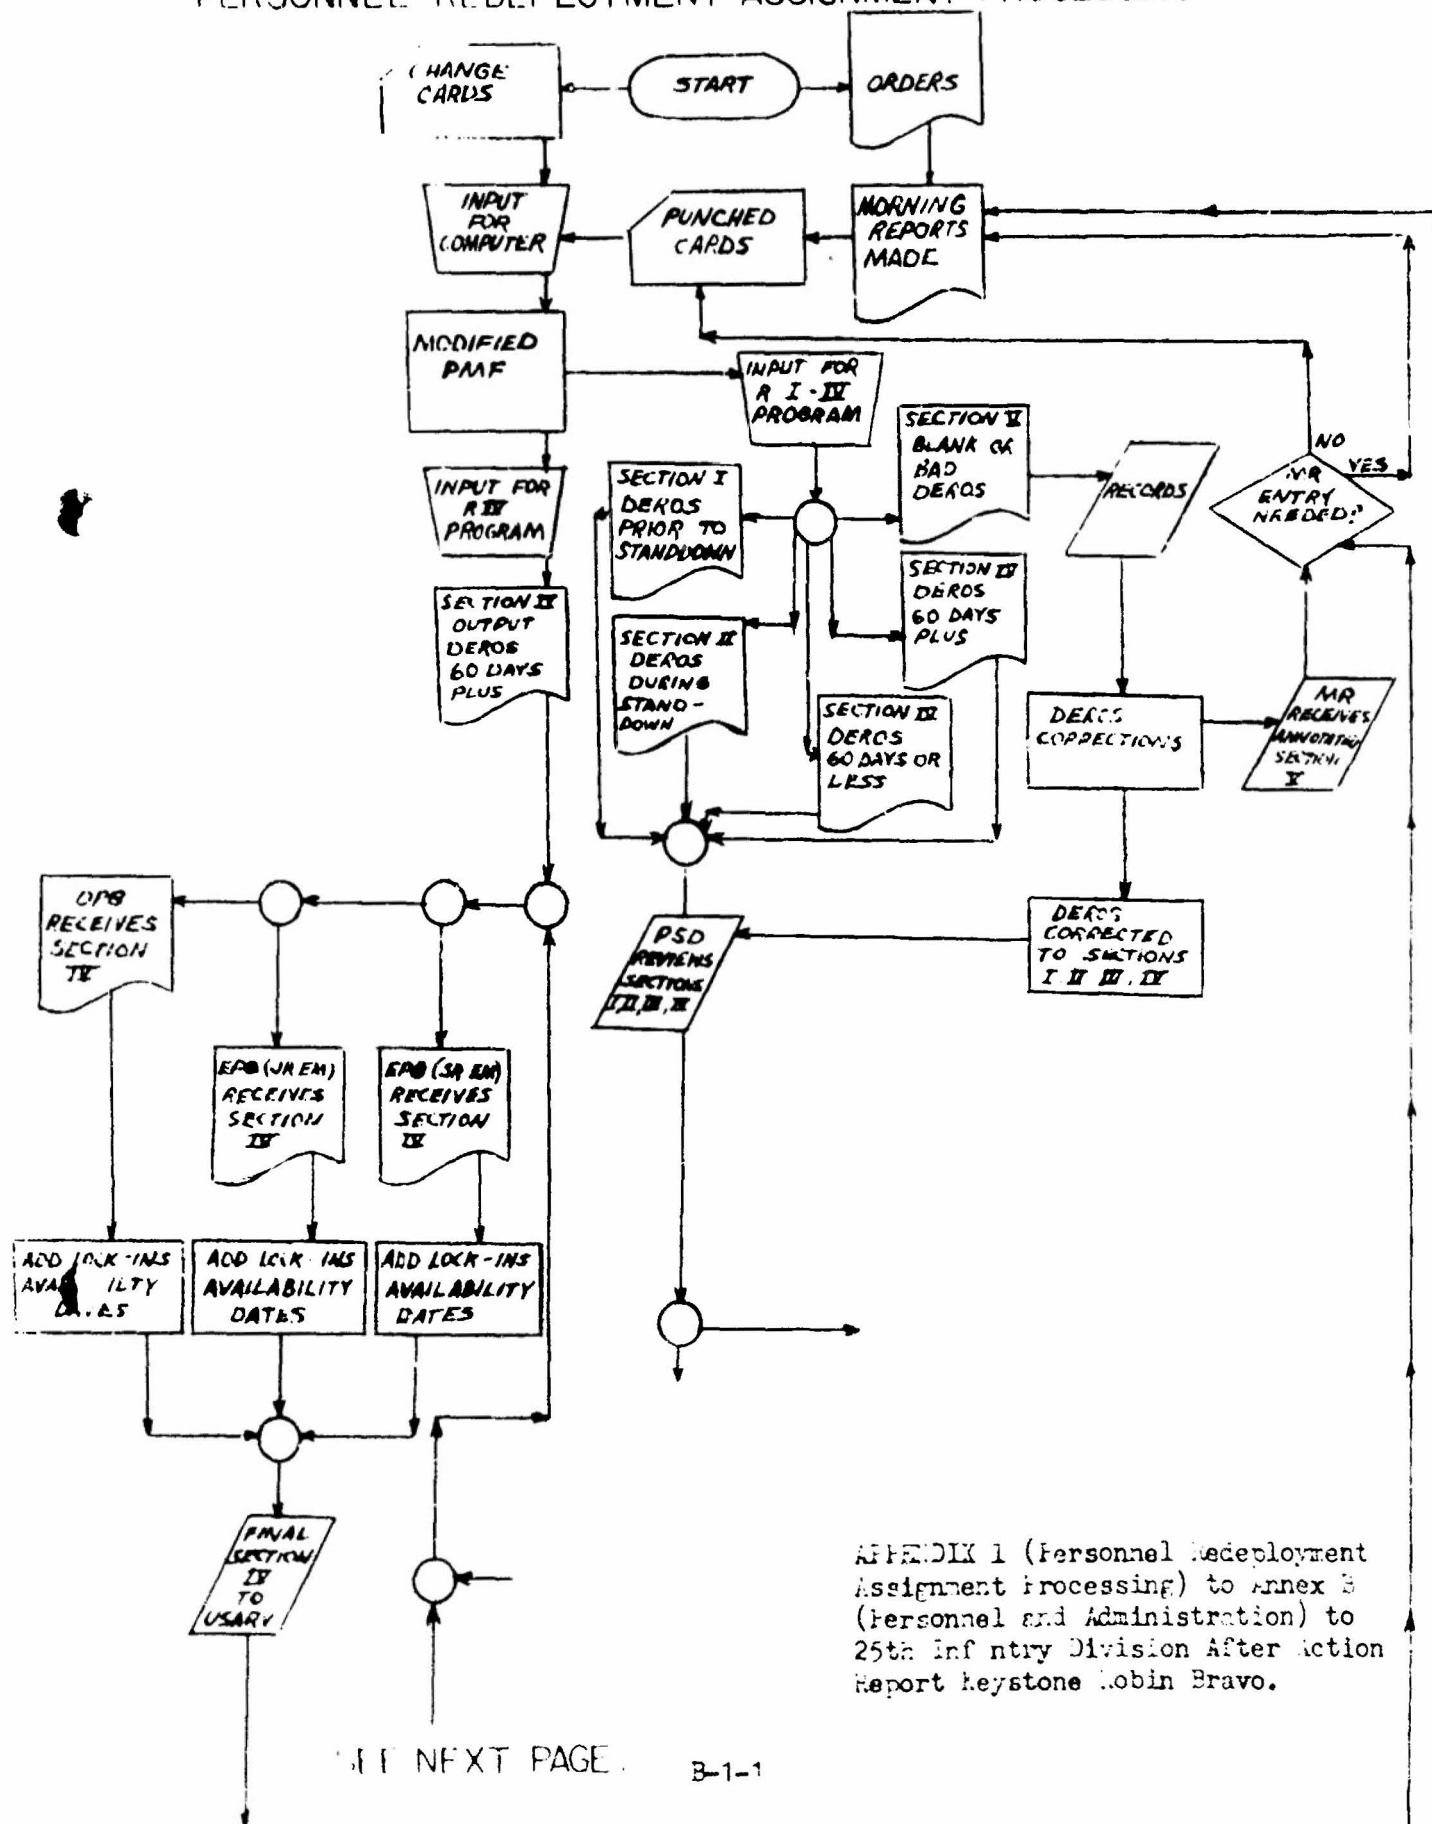 PERSONNEL REDEPLOYMENT ASSIGNMENT
CHANGE
CARDS
START
ORDERS
INPUT
FOR
COMPUTER
PUNCHED
CARDS
MORNING
REPORTS
MADE
MODIFIED
PMF
INPUT FOR
R I - IV
PROGRAM
SECTION V
BLANK OR
BAD
DEROS
RECORDS
NO
YES
MR
ENTRY
NEEDED?
INPUT FOR
R IV
PROGRAM
SECTION I
DEROS
PRIOR TO
STANDDOWN
SECTION IV
OUTPUT
DEROS
60 DAYS
PLUS
SECTION II
DEROS
DURING
STAND-
DOWN
SECTION IV
DEROS
60 DAYS
PLUS
SECTION
DEROS
60 DAYS OR
LESS
DEROS
CORRECTIONS
MR
RECEIVES
ANNOTATED
SECTION
V
OPB
RECEIVES
SECTION
IV
PSD
REVIEWS
SECTIONS
I, II, III, IV
DEROS
CORRECTED
TO SECTIONS
I II III, IV
EPB (JR EM)
RECEIVES
SECTION
IV
EPB (SR EM)
RECEIVES
SECTION
IV
ADD LOCK-INS
DATES
ADD LOCK-INS
AVAILABILITY
DATES
ADD LOCK-INS
AVAILABILITY
DATES
FINAL
SECTION
IV
TO
USARV
APPENDIX 1 (Personnel Redeployment
Assignment Processing) to Annex B
(Personnel and Administration) to
25th Inf ntry Division After Action
Report Keystone Robin Bravo.
SEE NEXT PAGE.
B-1-1